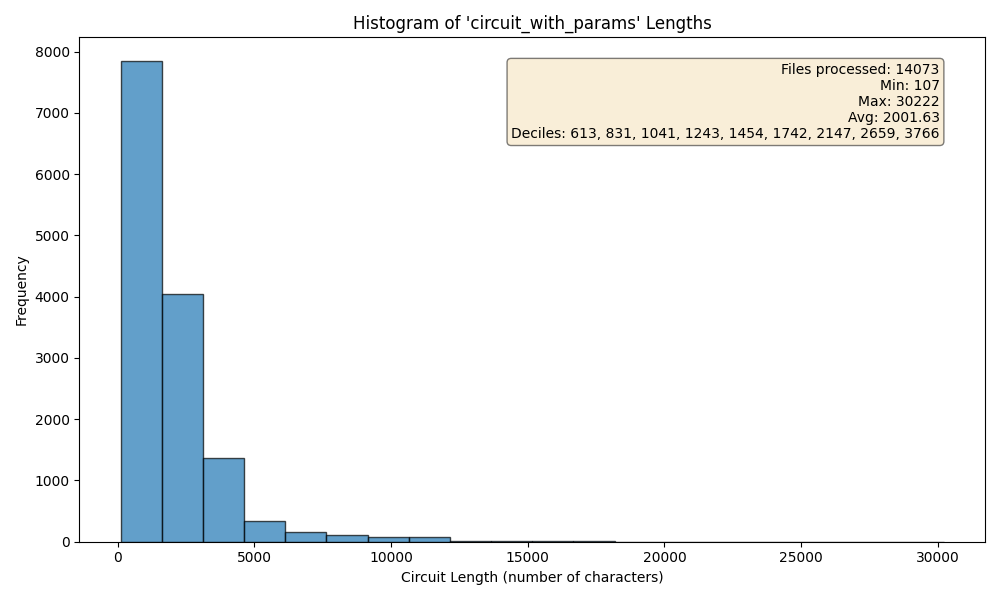 Histogram of 'circuit_with_params' Lengths
Files processed: 14073
Min: 107
Max: 30222
Avg: 2001.63
Deciles: 613, 831, 1041, 1243, 1454, 1742, 2147, 2659, 3766
Frequency
8000
7000
6000
5000
4000
3000
2000
1000
0
0 5000 10000 15000 20000 25000 30000
Circuit Length (number of characters)